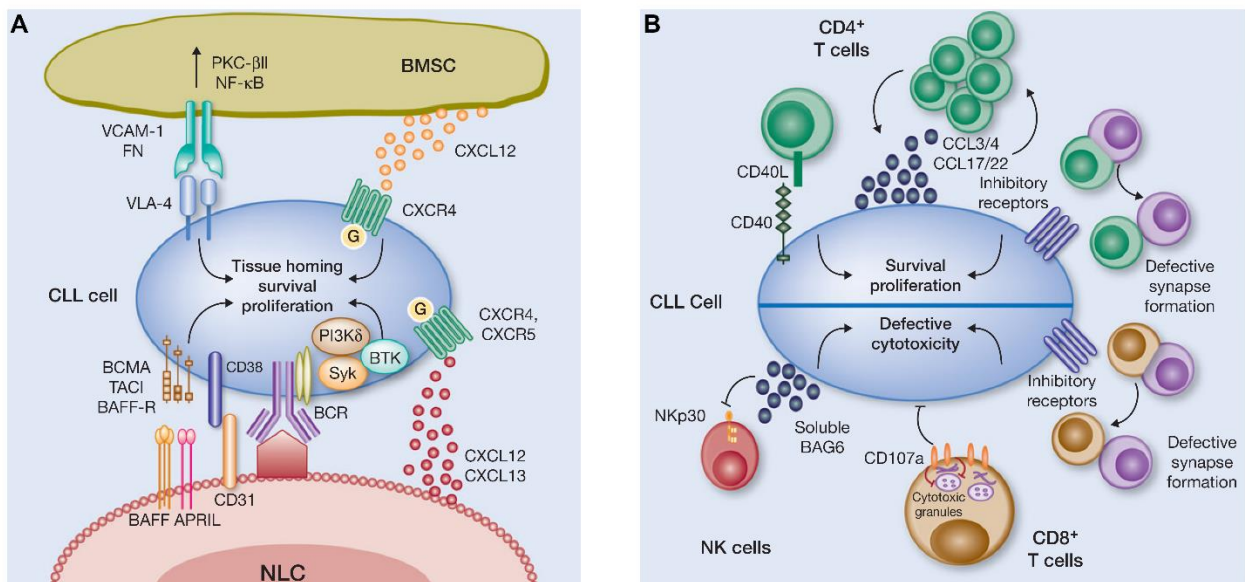 A
PKC-βII
NF-κB
BMSC
VCAM-1
FN
CXCL12
VLA-4
CXCR4
G
Tissue homing
survival
proliferation
CLL cell
G
CXCR4,
CXCR5
PI3Kδ
BTK
Syk
BCMA
TACI
BAFF-R
CD38
BCR
CXCL12
CXCL13
CD31
BAFF APRIL
NLC
B
CD4+
T cells
CCL3/4
CCL17/22
CD40L
Inhibitory
receptors
CD40
Survival
proliferation
Defective
synapse
formation
CLL Cell
Defective
cytotoxicity
Inhibitory
receptors
NKp30
Soluble
BAG6
CD107a
Cytotoxic
granules
Defective
synapse
formation
NK cells
CD8+
T cells